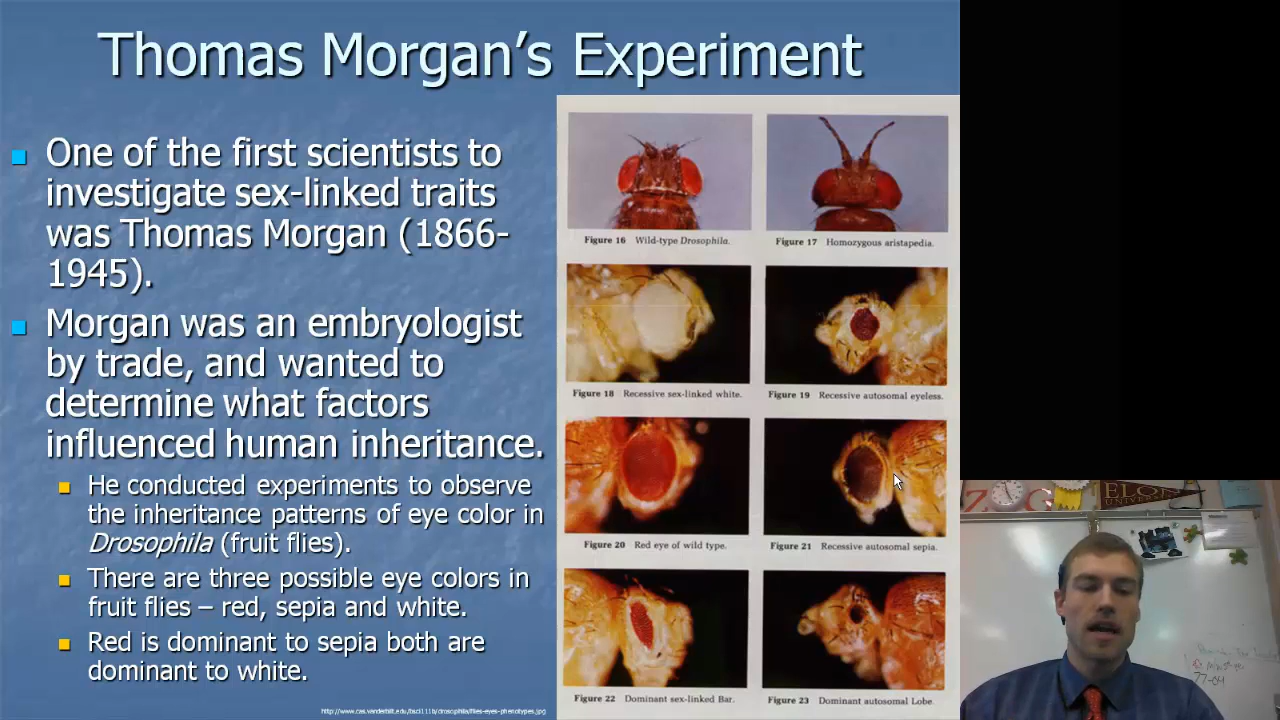 Thomas Morgan's Experiment
One of the first scientists to
investigate sex-linked traits
was Thomas Morgan (1866-
1945).
Morgan was an embryologist
by trade, and wanted to
determine what factors
influenced human inheritance.
He conducted experiments to observe
the inheritance patterns of eye color in
Drosophila (fruit flies).
There are three possible eye colors in
fruit flies – red, sepia and white.
Red is dominant to sepia both are
dominant to white.
Figure 16 Wild-type Drosophila.
Figure 17 Homozygous aristapedia.
Figure 18 Recessive sex-linked white.
Figure 19 Recessive autosomal eyeless.
Figure 20 Red eye of wild type.
Figure 21 Recessive autosomal sepia.
Figure 22 Dominant sex-linked Bar.
Figure 23 Dominant autosomal Lobe.
ELON
UNIVERSITY
77-84